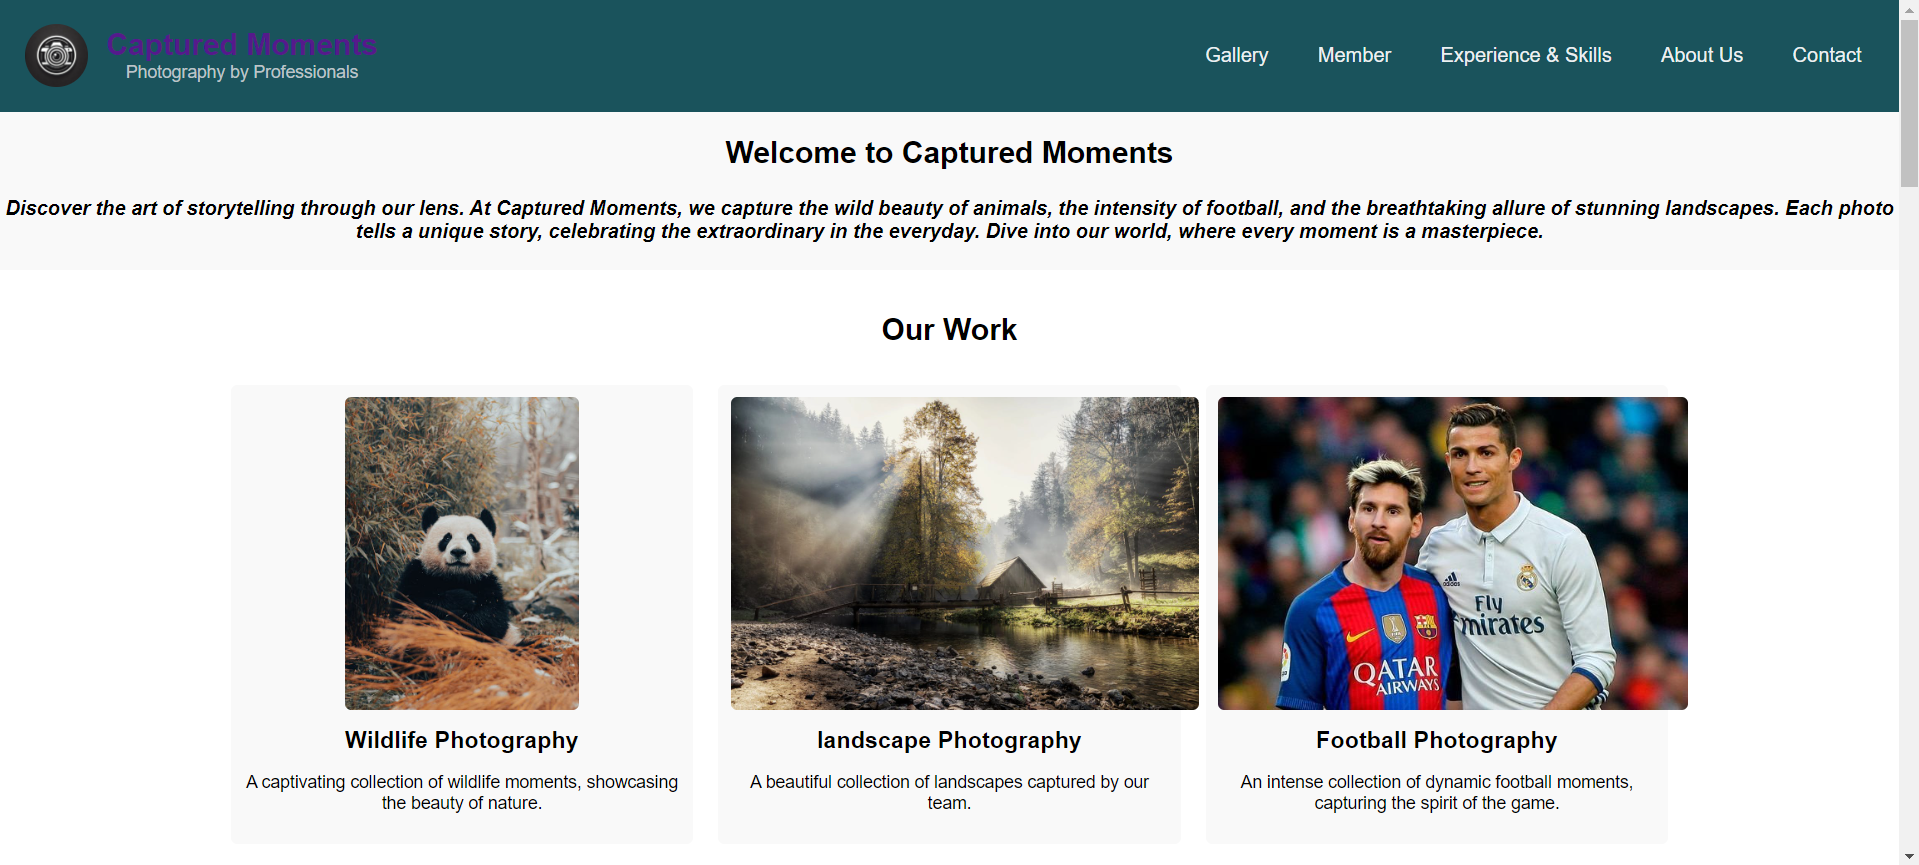 Captured Moments
Photography by Professionals
Gallery Member Experience & Skills About Us Contact
Welcome to Captured Moments
Discover the art of storytelling through our lens. At Captured Moments, we capture the wild beauty of animals, the intensity of football, and the breathtaking allure of stunning landscapes. Each photo
tells a unique story, celebrating the extraordinary in the everyday. Dive into our world, where every moment is a masterpiece.
Our Work
adidas
Fly
Emirates
QATAR
AIRWAYS
Wildlife Photography
A captivating collection of wildlife moments, showcasing
the beauty of nature.
landscape Photography
A beautiful collection of landscapes captured by our
team.
Football Photography
An intense collection of dynamic football moments,
capturing the spirit of the game.